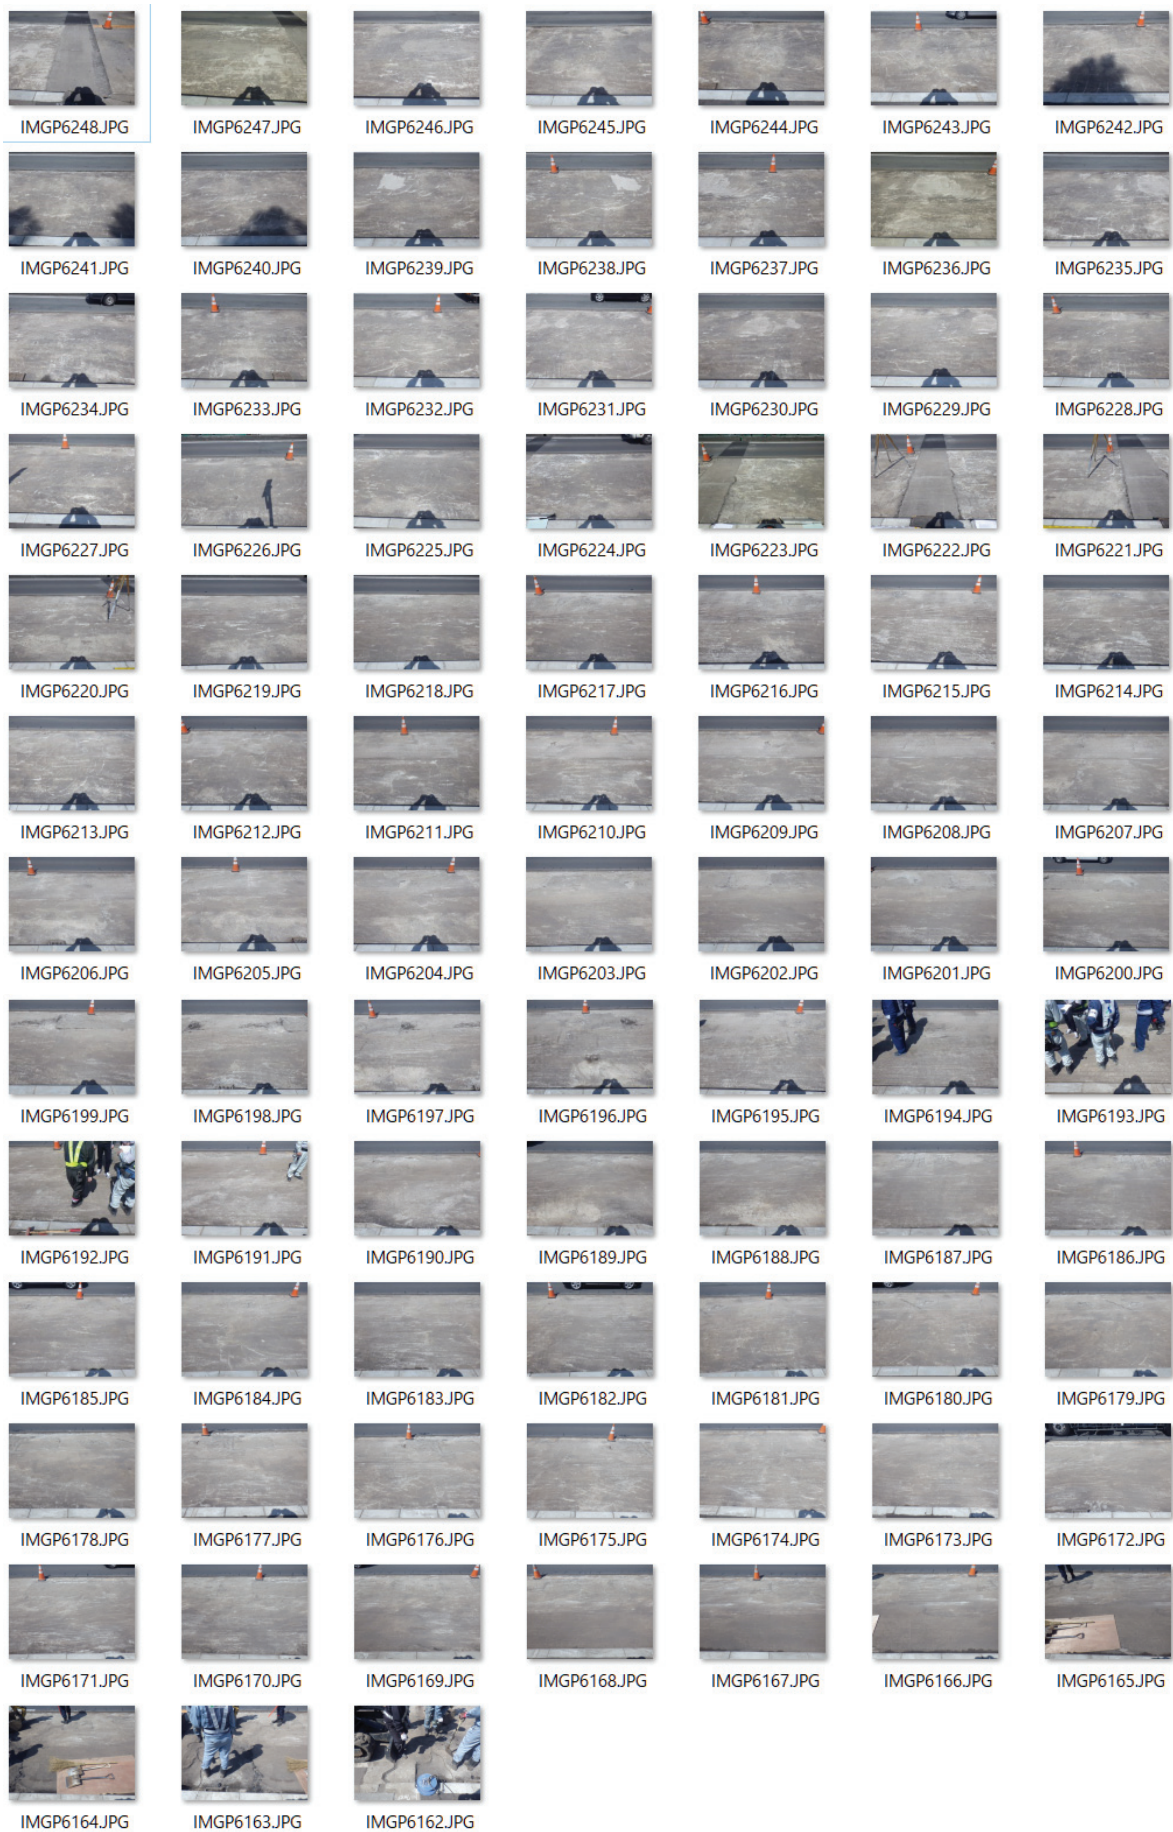 IMGP6248.JPG IMGP6247.JPG IMGP6246.JPG IMGP6245.JPG IMGP6244.JPG IMGP6243.JPG IMGP6242.JPG
IMGP6241.JPG IMGP6240.JPG IMGP6239.JPG IMGP6238.JPG IMGP6237.JPG IMGP6236.JPG IMGP6235.JPG
IMGP6234.JPG IMGP6233.JPG IMGP6232.JPG IMGP6231.JPG IMGP6230.JPG IMGP6229.JPG IMGP6228.JPG
IMGP6227.JPG IMGP6226.JPG IMGP6225.JPG IMGP6224.JPG IMGP6223.JPG IMGP6222.JPG IMGP6221.JPG
IMGP6220.JPG IMGP6219.JPG IMGP6218.JPG IMGP6217.JPG IMGP6216.JPG IMGP6215.JPG IMGP6214.JPG
IMGP6213.JPG IMGP6212.JPG IMGP6211.JPG IMGP6210.JPG IMGP6209.JPG IMGP6208.JPG IMGP6207.JPG
IMGP6206.JPG IMGP6205.JPG IMGP6204.JPG IMGP6203.JPG IMGP6202.JPG IMGP6201.JPG IMGP6200.JPG
IMGP6199.JPG IMGP6198.JPG IMGP6197.JPG IMGP6196.JPG IMGP6195.JPG IMGP6194.JPG IMGP6193.JPG
IMGP6192.JPG IMGP6191.JPG IMGP6190.JPG IMGP6189.JPG IMGP6188.JPG IMGP6187.JPG IMGP6186.JPG
IMGP6185.JPG IMGP6184.JPG IMGP6183.JPG IMGP6182.JPG IMGP6181.JPG IMGP6180.JPG IMGP6179.JPG
IMGP6178.JPG IMGP6177.JPG IMGP6176.JPG IMGP6175.JPG IMGP6174.JPG IMGP6173.JPG IMGP6172.JPG
IMGP6171.JPG IMGP6170.JPG IMGP6169.JPG IMGP6168.JPG IMGP6167.JPG IMGP6166.JPG IMGP6165.JPG
IMGP6164.JPG IMGP6163.JPG IMGP6162.JPG